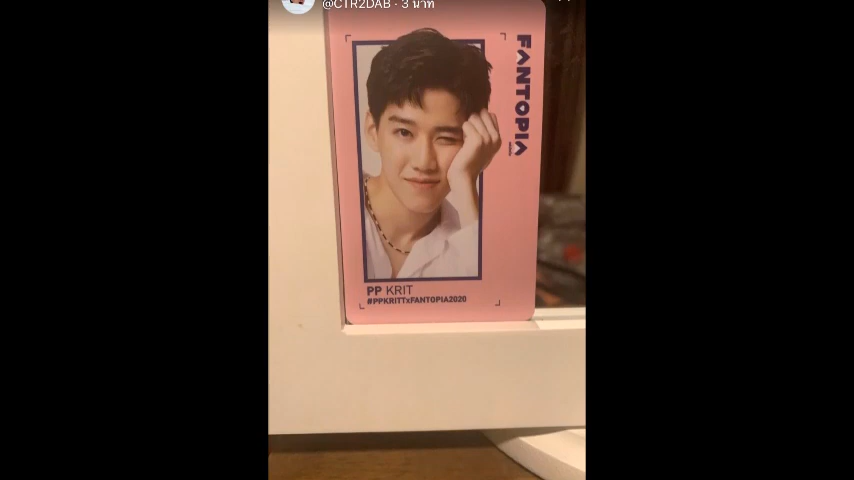 @CTR2DAB · 3 นาที
FANTOPIA
PP KRIT
#PPKRITTxFANTOPIA2020